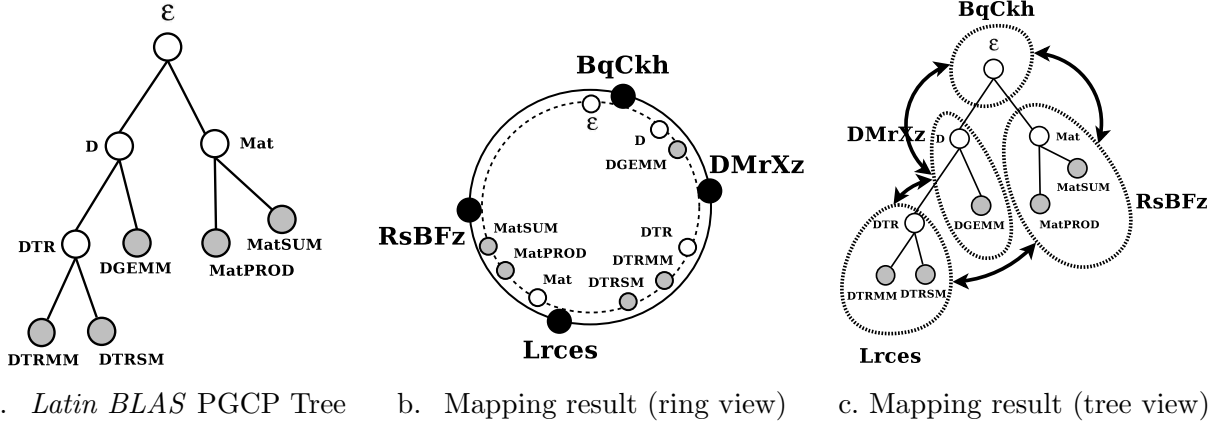 ε
D
Mat
DTR
DGEMM
MatPROD
MatSUM
DTRMM
DTRSM
. Latin BLAS PGCP Tree
BqCkh
ε
D
DGEMM
DMrXz
RsBFz
MatSUM
MatPROD
Mat
DTR
DTRMM
DTRSM
Lrces
b. Mapping result (ring view)
BqCkh
ε
DMrXz
D
Mat
MatSUM
RsBFz
DTR
DGEMM
MatPROD
DTRMM
DTRSM
Lrces
c. Mapping result (tree view)